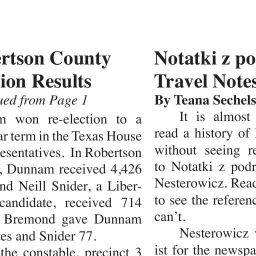 ertson County
ion Results
ued from Page 1
m won re-election to a
ar term in the Texas House
esentatives. In Robertson
, Dunnam received 4,426
nd Neill Snider, a Liber-
candidate, received 714
Bremond gave Dunnam
es and Snider 77.
the constable, precinct 3
Notatki z pod
Travel Notes
By Teana Sechels
It is almost
read a history of
without seeing re
to Notatki z podr
Nesterowicz. Read
to see the referenc
can't.
Nesterowicz w
ist for the newspa